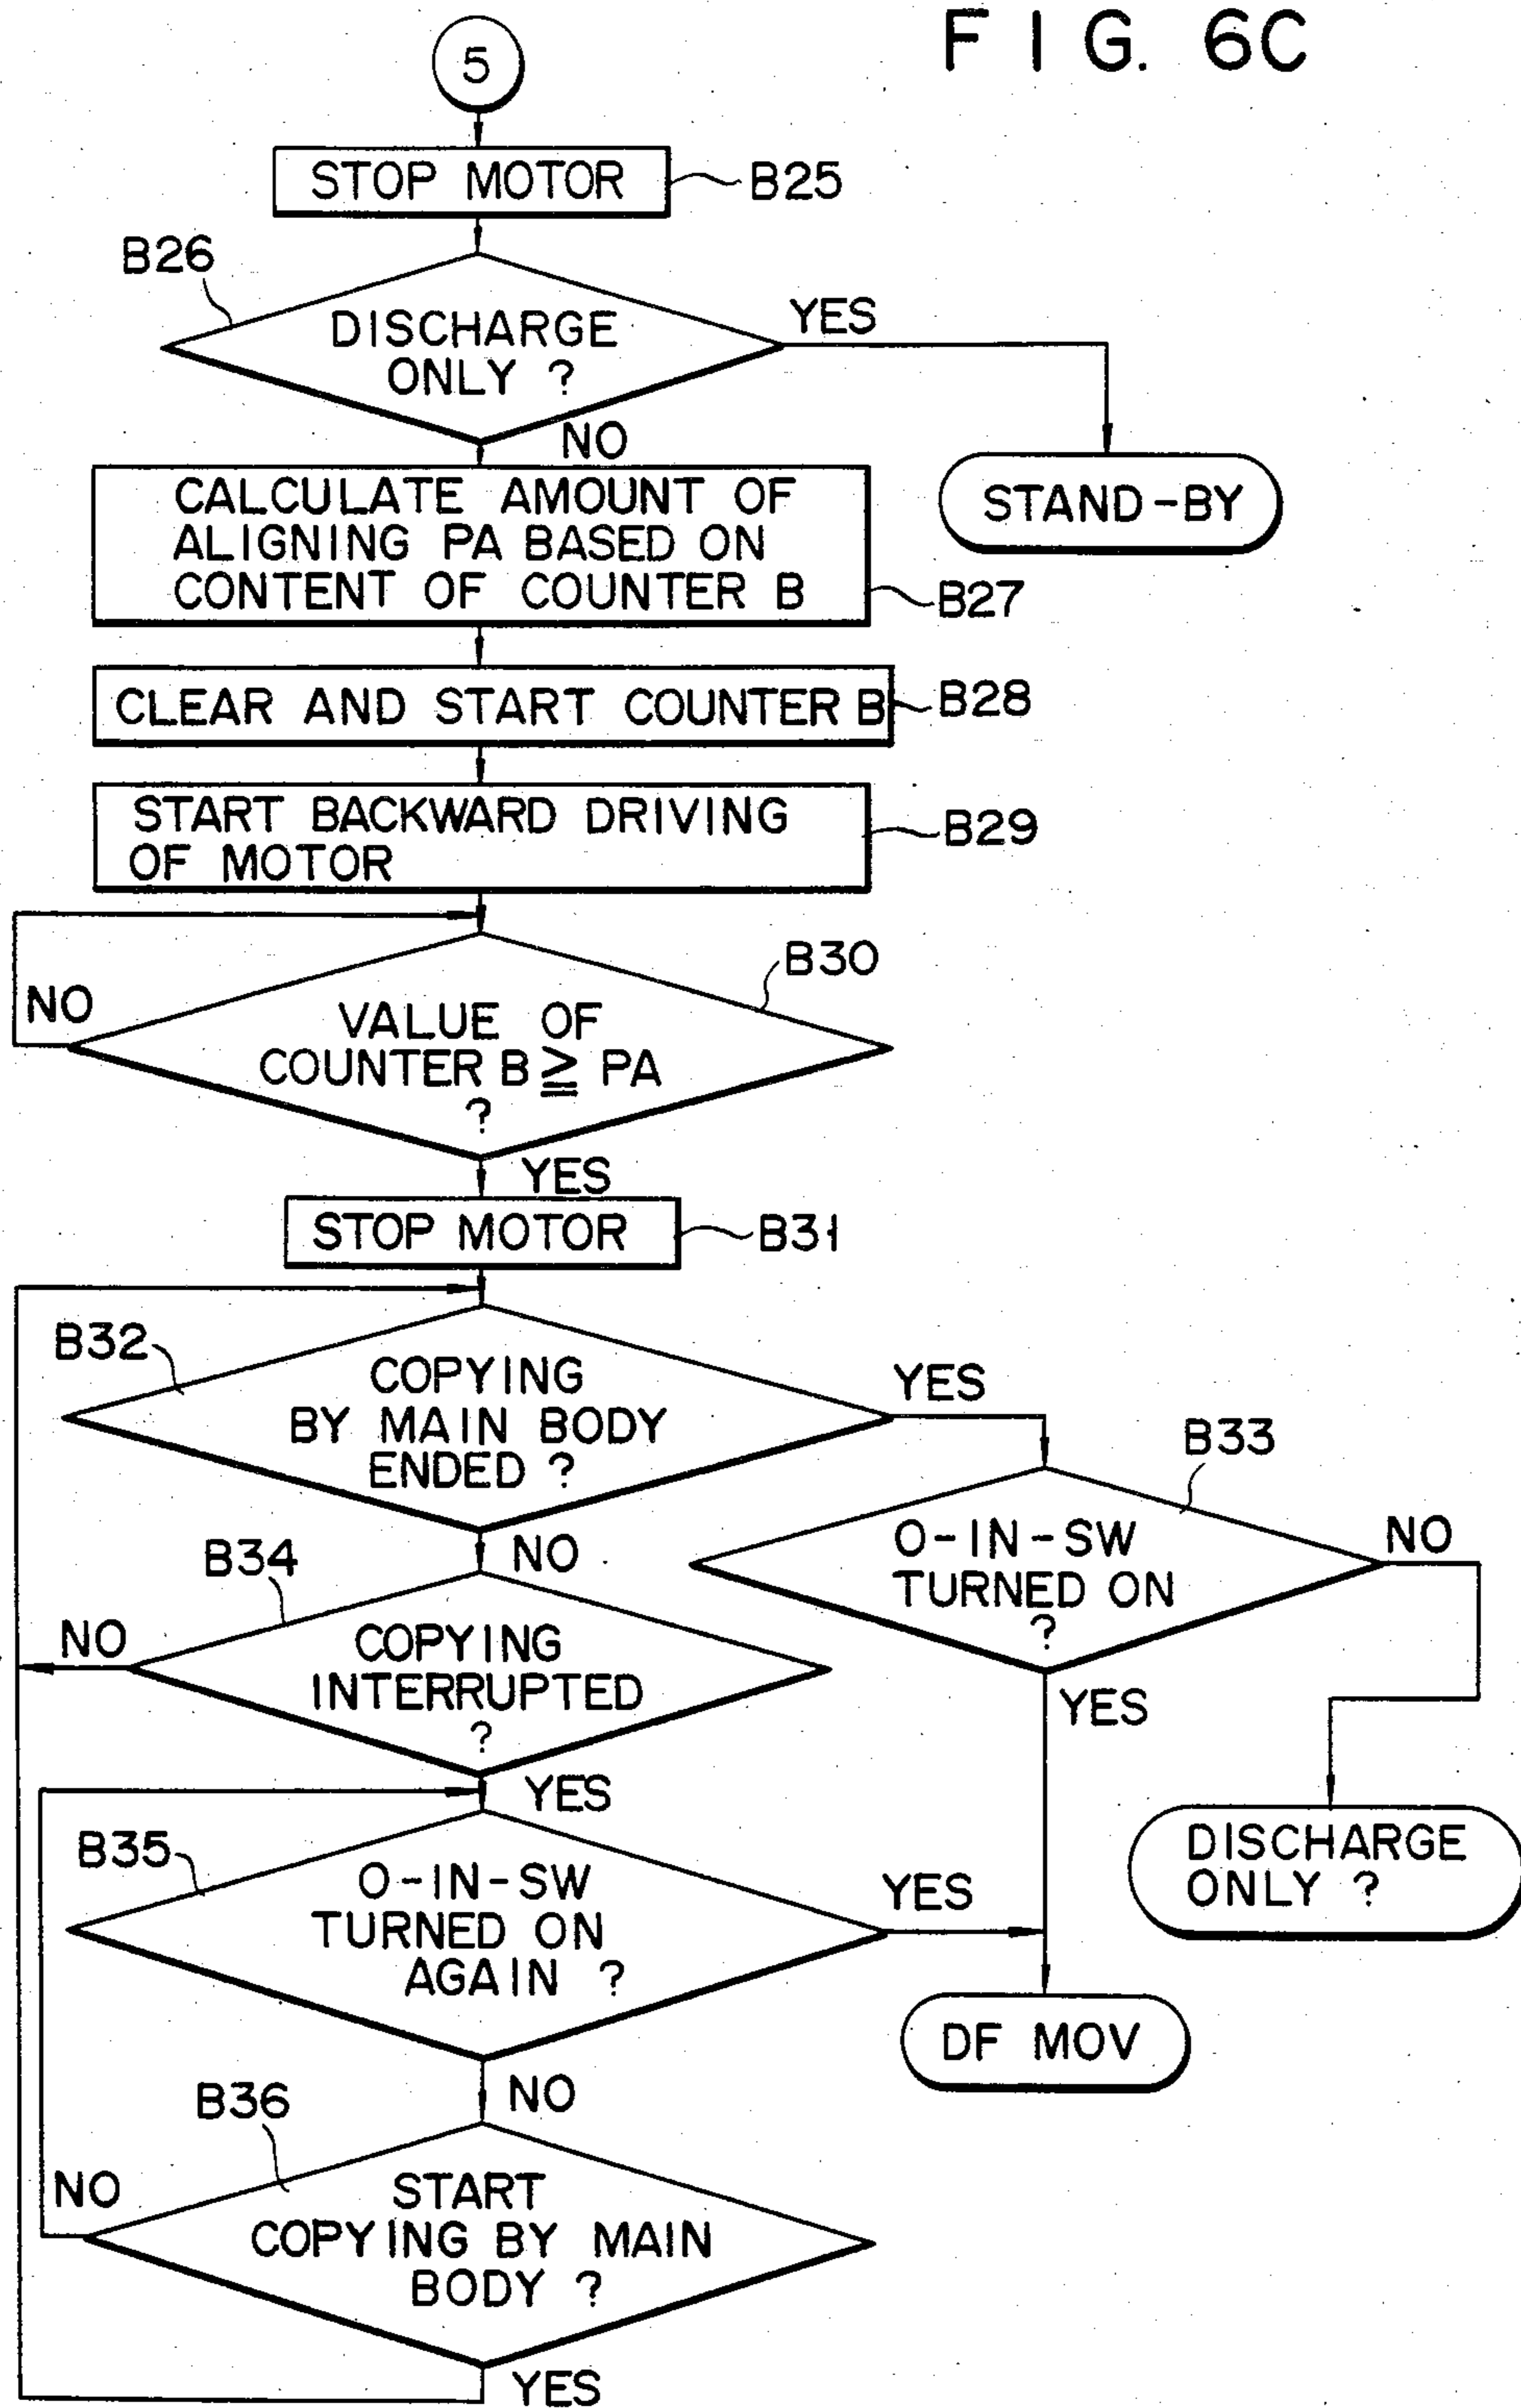 F I G. 6C
5
STOP MOTOR
B25
B26
DISCHARGE
ONLY ?
YES
NO
STAND-BY
CALCULATE AMOUNT OF
ALIGNING PA BASED ON
CONTENT OF COUNTER B
B27
CLEAR AND START COUNTER B
B28
START BACKWARD DRIVING
OF MOTOR
B29
B30
NO
VALUE OF
COUNTER B ≧ PA
?
YES
STOP MOTOR
B31
B32
COPYING
BY MAIN BODY
ENDED ?
YES
B33
NO
O-IN-SW
TURNED ON
?
NO
YES
B34
NO
COPYING
INTERRUPTED
?
YES
DISCHARGE
ONLY ?
B35
O-IN-SW
TURNED ON
AGAIN ?
YES
DF MOV
NO
B36
NO
START
COPYING BY MAIN
BODY ?
YES